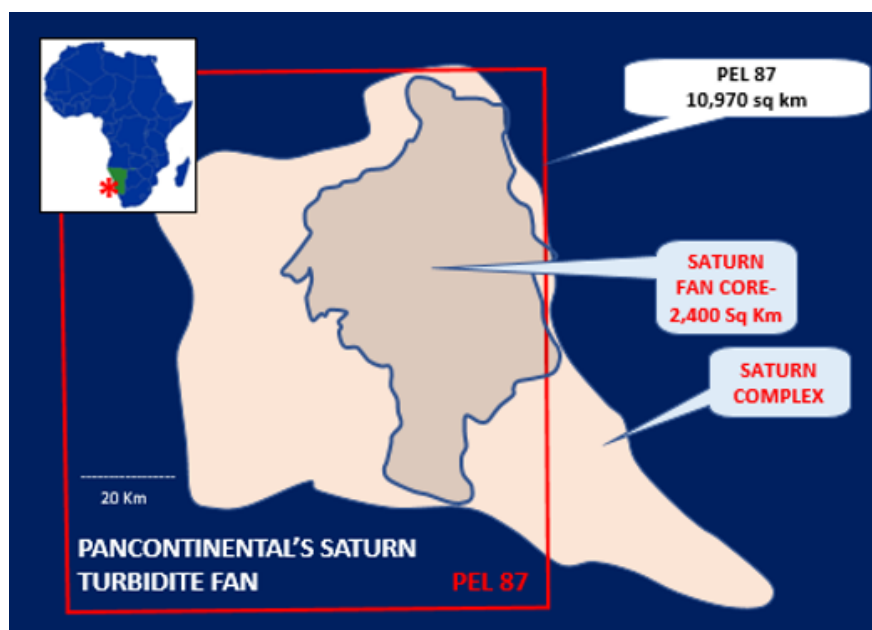 PEL 87
10,970 sq km
SATURN
FAN CORE-
2,400 Sq Km
SATURN
COMPLEX
20 Km
PANCONTINENTAL'S SATURN
TURBIDITE FAN
PEL 87